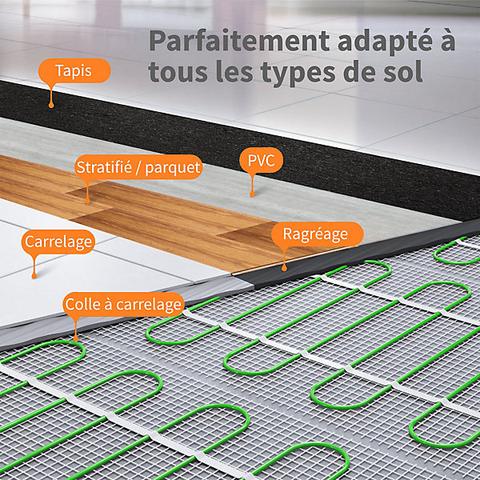 Parfaitement adapté à
tous les types de sol
Tapis
Stratifié / parquet
PVC
Carrelage
Ragréage
Colle à carrelage